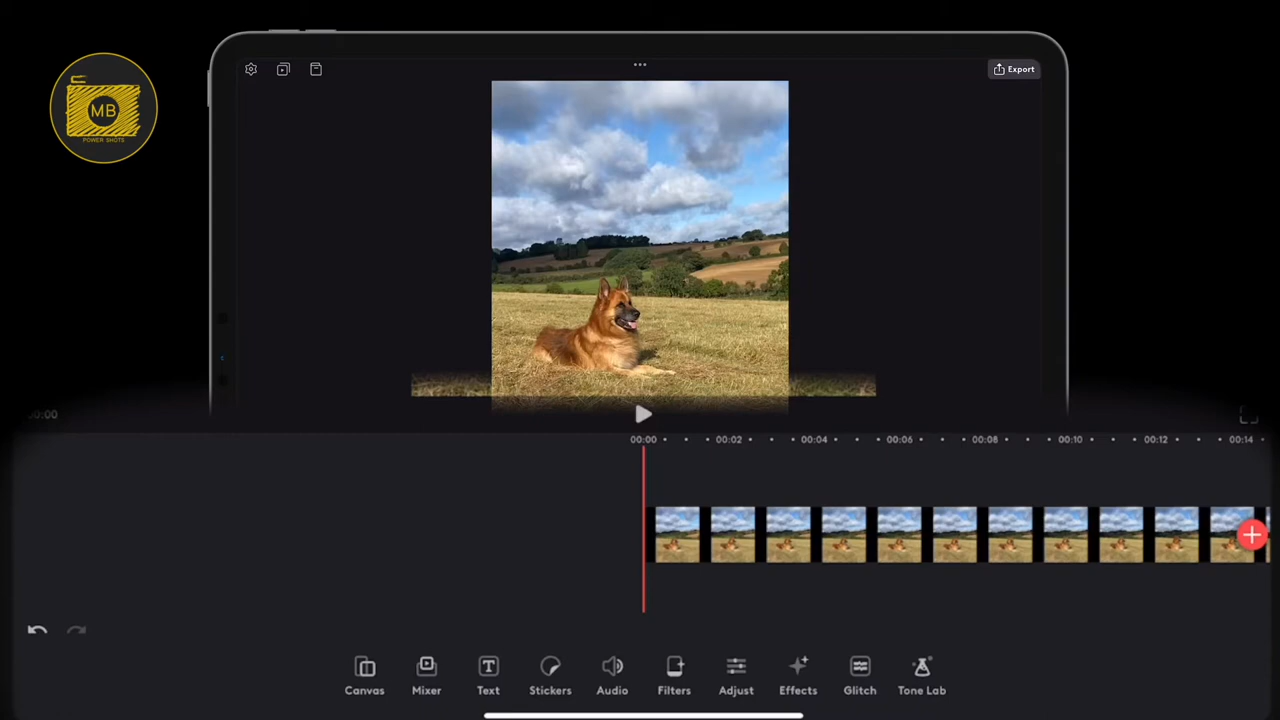 MB
POWER SHOTS
Export
00:00
00:00
00:02
00:04
00:06
00:08
00:10
00:12
00:14
Canvas
Mixer
Text
Stickers
Audio
Filters
Adjust
Effects
Glitch
Tone Lab